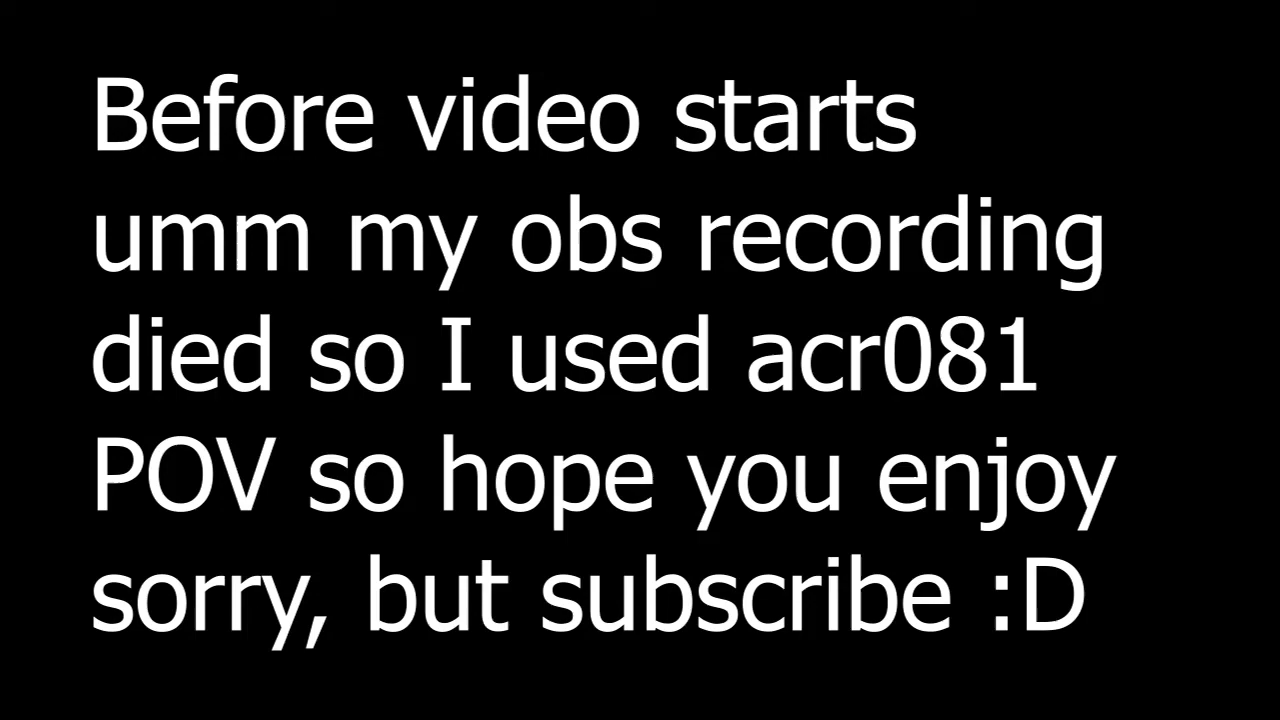 Before video starts
umm my obs recording
died so I used acr081
POV so hope you enjoy
sorry, but subscribe :D